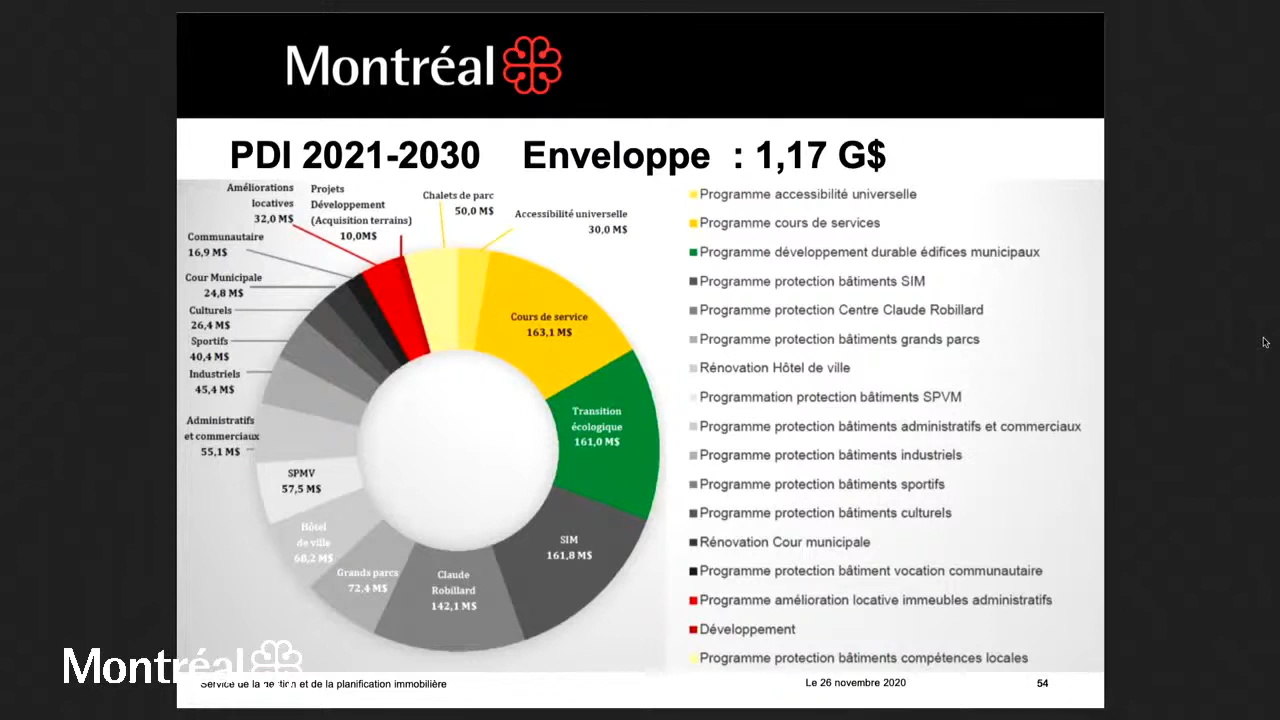 Montréal
PDI 2021-2030 Enveloppe : 1,17 G$
Améliorations
locatives
32,0 M$
Projets
Développement
(Acquisition terrains)
10,0M$
Chalets de parc
50,0 M$
Accessibilité universelle
30,0 M$
Communautaire
16,9 M$
Cour Municipale
24,8 M$
Culturels
26,4 M$
Sportifs
40,4 M$
Industriels
45,4 M$
Administratifs
et commerciaux
55,1 M$
SPMV
57,5 M$
Hôtel
de ville
68,2 M$
Grands parcs
72,4 M$
Claude
Robillard
142,1 M$
SIM
161,8 M$
Transition
écologique
161,0 M$
Cours de service
163,1 M$
Programme accessibilité universelle
Programme cours de services
Programme développement durable édifices municipaux
Programme protection bâtiments SIM
Programme protection Centre Claude Robillard
Programme protection bâtiments grands parcs
Rénovation Hôtel de ville
Programmation protection bâtiments SPVM
Programme protection bâtiments administratifs et commerciaux
Programme protection bâtiments industriels
Programme protection bâtiments sportifs
Programme protection bâtiments culturels
Rénovation Cour municipale
Programme protection bâtiment vocation communautaire
Programme amélioration locative immeubles administratifs
Développement
Programme protection bâtiments compétences locales
Montréal
Service de la gestion et de la planification immobilière
Le 26 novembre 2020
54